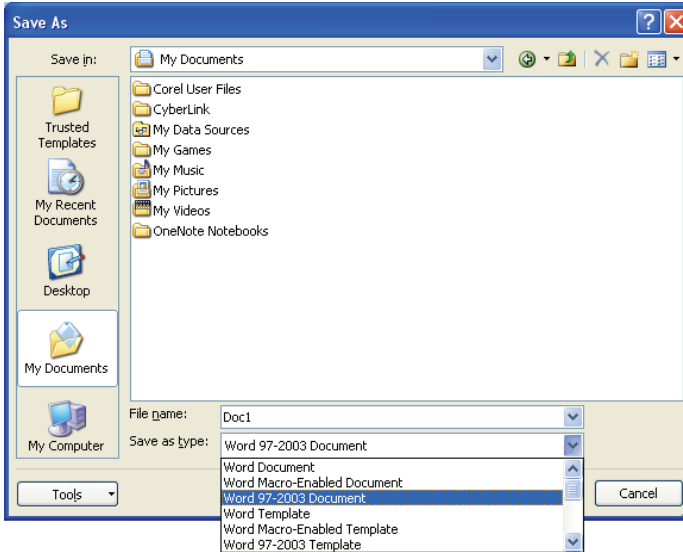 Save As
Save in:
My Documents
Trusted
Templates
My Recent
Documents
Desktop
My Documents
My Computer
Corel User Files
CyberLink
My Data Sources
My Games
My Music
My Pictures
My Videos
OneNote Notebooks
File name:
Doc1
Save as type:
Word 97-2003 Document
Word Document
Word Macro-Enabled Document
Word 97-2003 Document
Word Template
Word Macro-Enabled Template
Word 97-2003 Template
Tools
Cancel